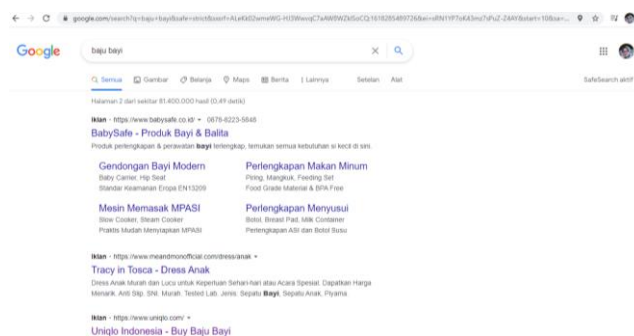 google.com/search?q=baju+bayi&safe=strict&
Google
baju bayi
Semua Gambar Belanja Maps Berita Lainnya Setelan Alat
SafeSearch aktif
Halaman 2 dari sekitar 81.400.000 hasil (0,49 detik)
Iklan · https://www.babysafe.co.id/ 0878-8223-5648
BabySafe - Produk Bayi & Balita
Produk perlengkapan & perawatan bayi terlengkap, temukan semua kebutuhan si kecil di sini.
Gendongan Bayi Modern
Baby Carrier, Hip Seat
Standar Keamanan Eropa EN13209
Perlengkapan Makan Minum
Piring, Mangkuk, Feeding Set
Food Grade Material & BPA Free
Mesin Memasak MPASI
Slow Cooker, Steam Cooker
Praktis Mudah Menyiapkan MPASI
Perlengkapan Menyusui
Botol, Breast Pad, Milk Container
Perlengkapan ASI dan Botol Susu
Iklan · https://www.meandmonofficial.com/dress/anak
Tracy in Tosca - Dress Anak
Dress Anak Murah dan Lucu untuk Keperluan Sehari-hari atau Acara Spesial. Dapatkan Harga
Menarik. Anti Slip. SNI. Murah. Tested Lab. Jenis: Sepatu Bayi, Sepatu Anak, Piyama
Iklan · https://www.uniqlo.com/
Uniqlo Indonesia - Buy Baju Bayi